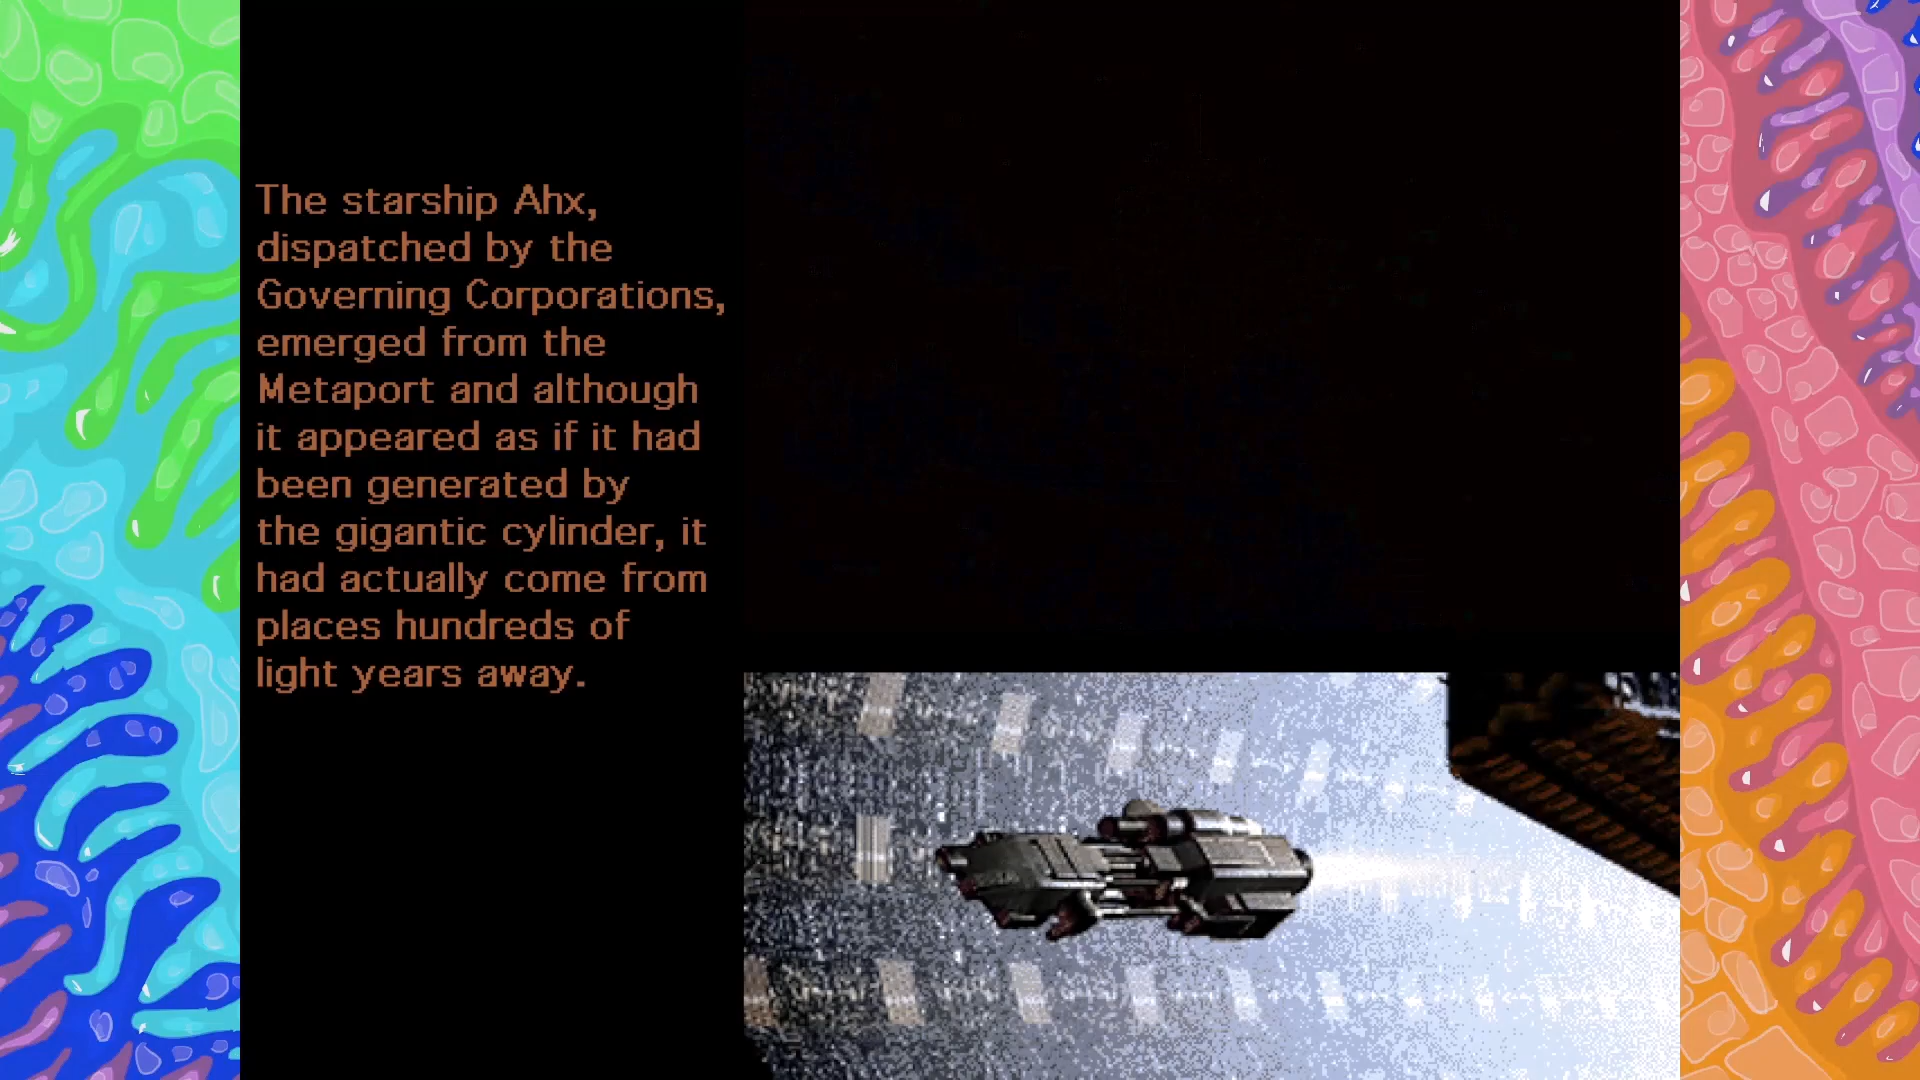 The starship Ahx,
dispatched by the
Governing Corporations,
emerged from the
Metaport and although
it appeared as if it had
been generated by
the gigantic cylinder, it
had actually come from
places hundreds of
light years away.